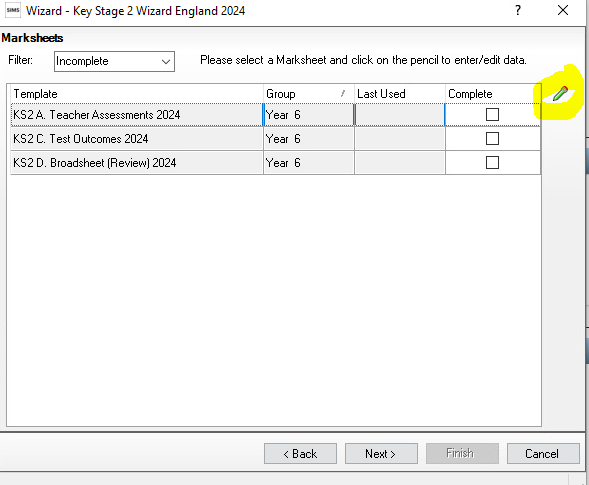 SIMS Wizard - Key Stage 2 Wizard England 2024 ?
Marksheets
Filter: Incomplete Please select a Marksheet and click on the pencil to enter/edit data.
Template Group Last Used Complete
KS2 A. Teacher Assessments 2024 Year 6
KS2 C. Test Outcomes 2024 Year 6
KS2 D. Broadsheet (Review) 2024 Year 6
< Back Next > Finish Cancel